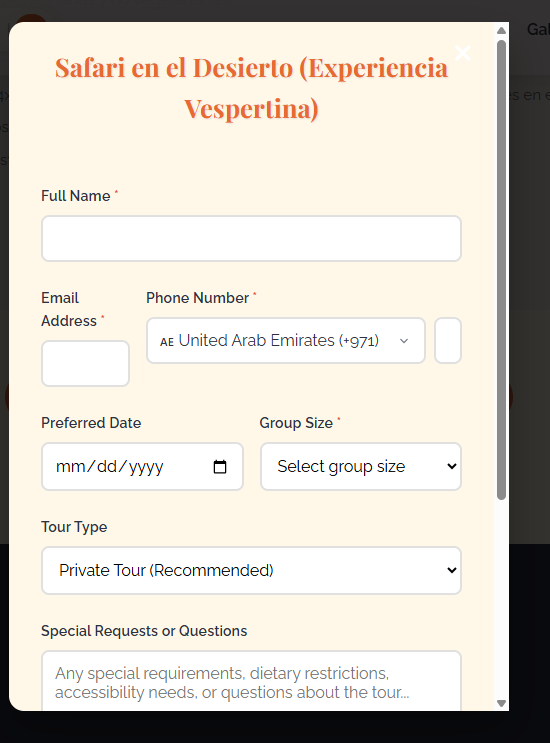 Gal
Safari en el Desierto (Experiencia
Vespertina)
Full Name *
Email
Address *
Phone Number *
AE United Arab Emirates (+971)
Preferred Date
Group Size *
mm/dd/yyyy
Select group size
Tour Type
Private Tour (Recommended)
Special Requests or Questions
Any special requirements, dietary restrictions,
accessibility needs, or questions about the tour...